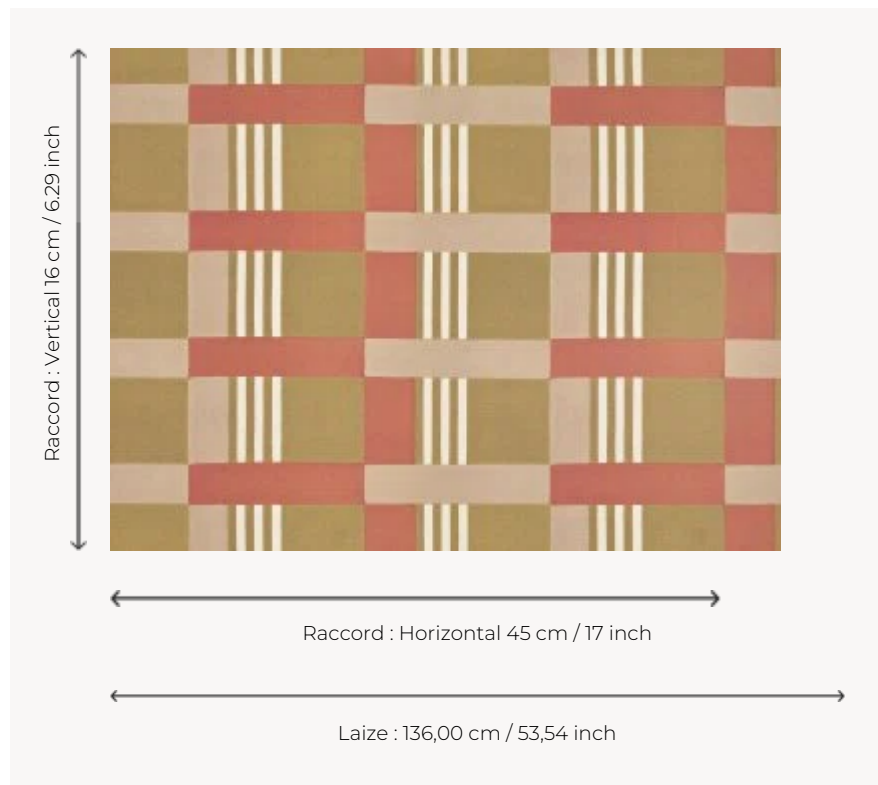 Raccord : Vertical 16 cm / 6.29 inch
Raccord : Horizontal 45 cm / 17 inch
Laize : 136,00 cm / 53,54 inch